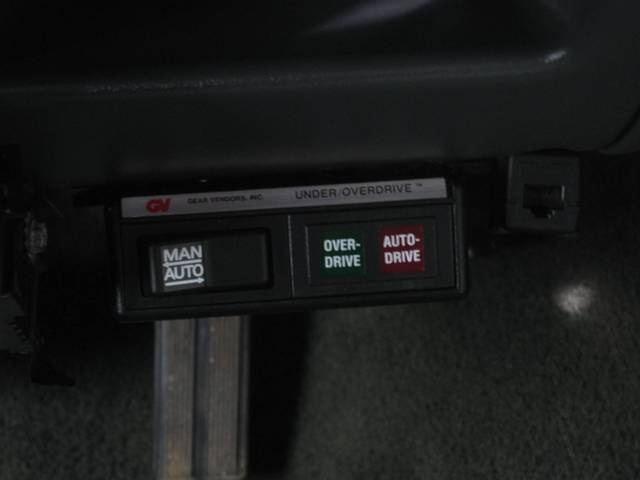 GV GEAR VENDORS, INC. UNDER/OVERDRIVE™
MAN
AUTO
OVER-
DRIVE
AUTO-
DRIVE